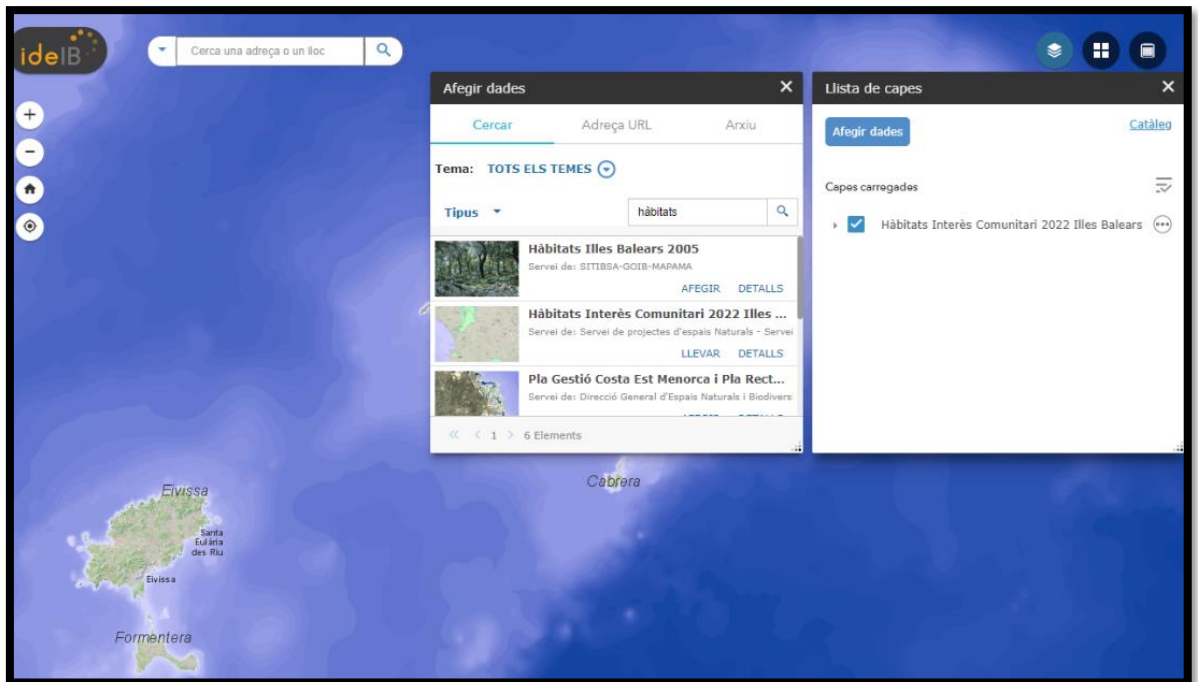 ideIB
Cerca una adreça o un lloc
Afegir dades
Cercar Adreça URL Arxiu
Tema: TOTS ELS TEMES
Tipus hàbitats
Hàbitats Illes Balears 2005
Servei de: SITIBSA-GOIB-MAPAMA
AFEGIR DETALLS
Hàbitats Interès Comunitari 2022 Illes ...
Servei de: Servei de projectes d'espais Naturals - Servei
LLEVAR DETALLS
Pla Gestió Costa Est Menorca i Pla Rect...
Servei de: Direcció General d'Espais Naturals i Biodivers
1 6 Elements
Llista de capes
Afegir dades
Catàleg
Capes carregades
Hàbitats Interès Comunitari 2022 Illes Balears
Cabrera
Eivissa
Santa
Eulària
des Riu
Eivissa
Formentera